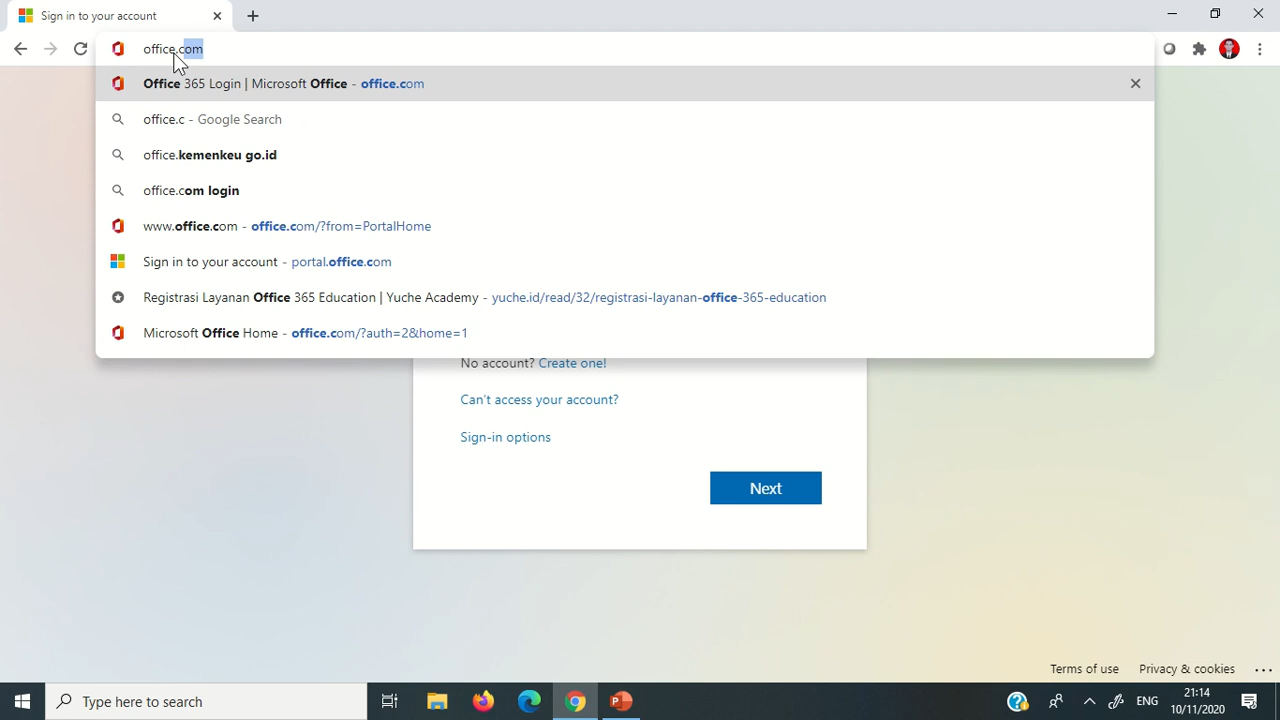 Sign in to your account
office.com
Office 365 Login | Microsoft Office - office.com
office.c - Google Search
office.kemenkeu go.id
office.com login
www.office.com - office.com/?from=PortalHome
Sign in to your account - portal.office.com
Registrasi Layanan Office 365 Education | Yuche Academy - yuche.id/read/32/registrasi-layanan-office-365-education
Microsoft Office Home - office.com/?auth=2&home=1
No account? Create one!
Can't access your account?
Sign-in options
Next
Terms of use Privacy & cookies ...
Type here to search
ENG
21:14
10/11/2020